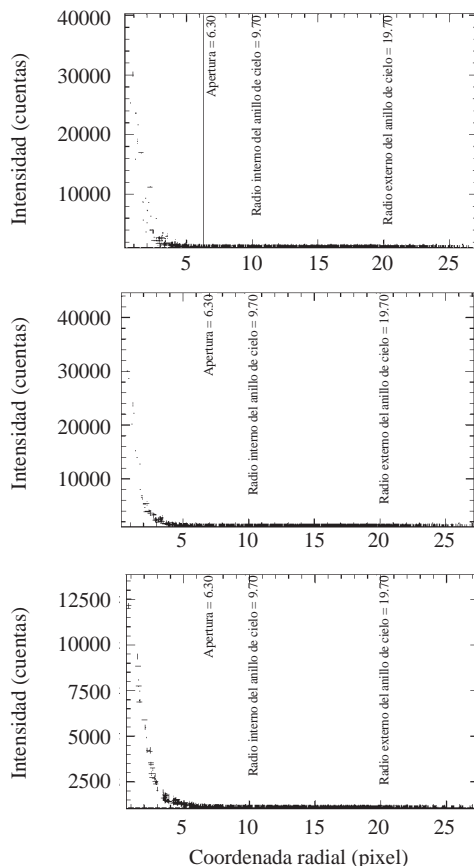 Intensidad (cuentas)
40000
30000
20000
10000
Apertura = 6.30
Radio interno del anillo de cielo = 9.70
Radio externo del anillo de cielo = 19.70
5 10 15 20 25
Intensidad (cuentas)
40000
30000
20000
10000
Apertura = 6.30
Radio interno del anillo de cielo = 9.70
Radio externo del anillo de cielo = 19.70
5 10 15 20 25
Intensidad (cuentas)
12500
10000
7500
5000
2500
Apertura = 6.30
Radio interno del anillo de cielo = 9.70
Radio externo del anillo de cielo = 19.70
5 10 15 20 25
Coordenada radial (pixel)